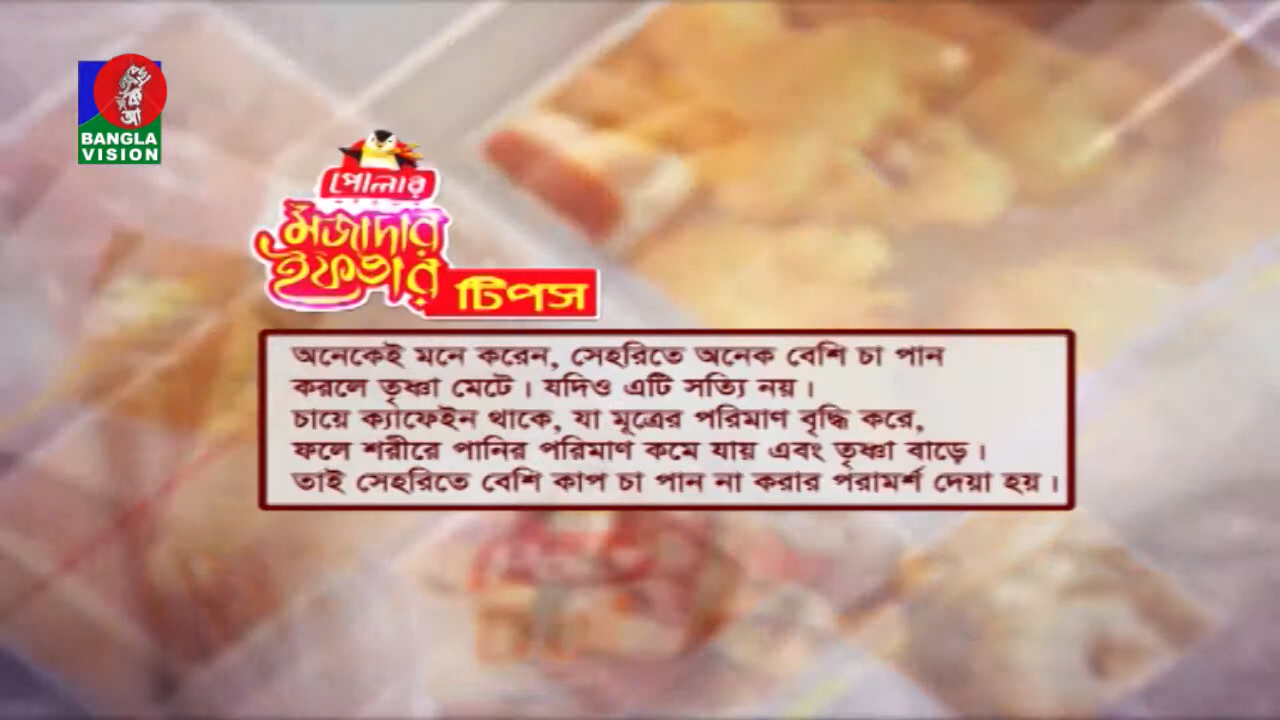 BANGLA
VISION
পোলার
মজাদার
ইফতার টিপস
অনেকেই মনে করেন, সেহরিতে অনেক বেশি চা পান
করলে তৃষ্ণা মেটে। যদিও এটি সত্যি নয়।
চায়ে ক্যাফেইন থাকে, যা মূত্রের পরিমাণ বৃদ্ধি করে,
ফলে শরীরে পানির পরিমাণ কমে যায় এবং তৃষ্ণা বাড়ে।
তাই সেহরিতে বেশি কাপ চা পান না করার পরামর্শ দেয়া হয়।